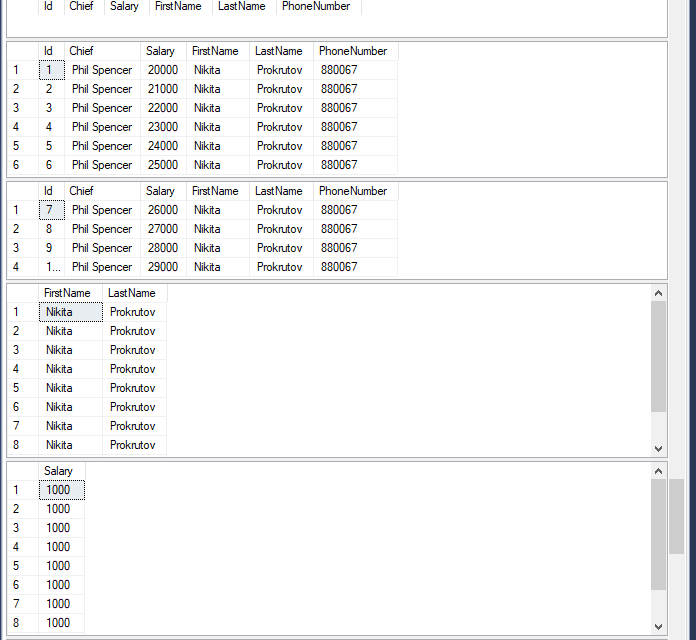 Id Chief Salary FirstName LastName PhoneNumber
Id Chief Salary FirstName LastName PhoneNumber
1 1 Phil Spencer 20000 Nikita Prokrutov 880067
2 2 Phil Spencer 21000 Nikita Prokrutov 880067
3 3 Phil Spencer 22000 Nikita Prokrutov 880067
4 4 Phil Spencer 23000 Nikita Prokrutov 880067
5 5 Phil Spencer 24000 Nikita Prokrutov 880067
6 6 Phil Spencer 25000 Nikita Prokrutov 880067
Id Chief Salary FirstName LastName PhoneNumber
1 7 Phil Spencer 26000 Nikita Prokrutov 880067
2 8 Phil Spencer 27000 Nikita Prokrutov 880067
3 9 Phil Spencer 28000 Nikita Prokrutov 880067
4 1... Phil Spencer 29000 Nikita Prokrutov 880067
FirstName LastName
1 Nikita Prokrutov
2 Nikita Prokrutov
3 Nikita Prokrutov
4 Nikita Prokrutov
5 Nikita Prokrutov
6 Nikita Prokrutov
7 Nikita Prokrutov
8 Nikita Prokrutov
Salary
1 1000
2 1000
3 1000
4 1000
5 1000
6 1000
7 1000
8 1000